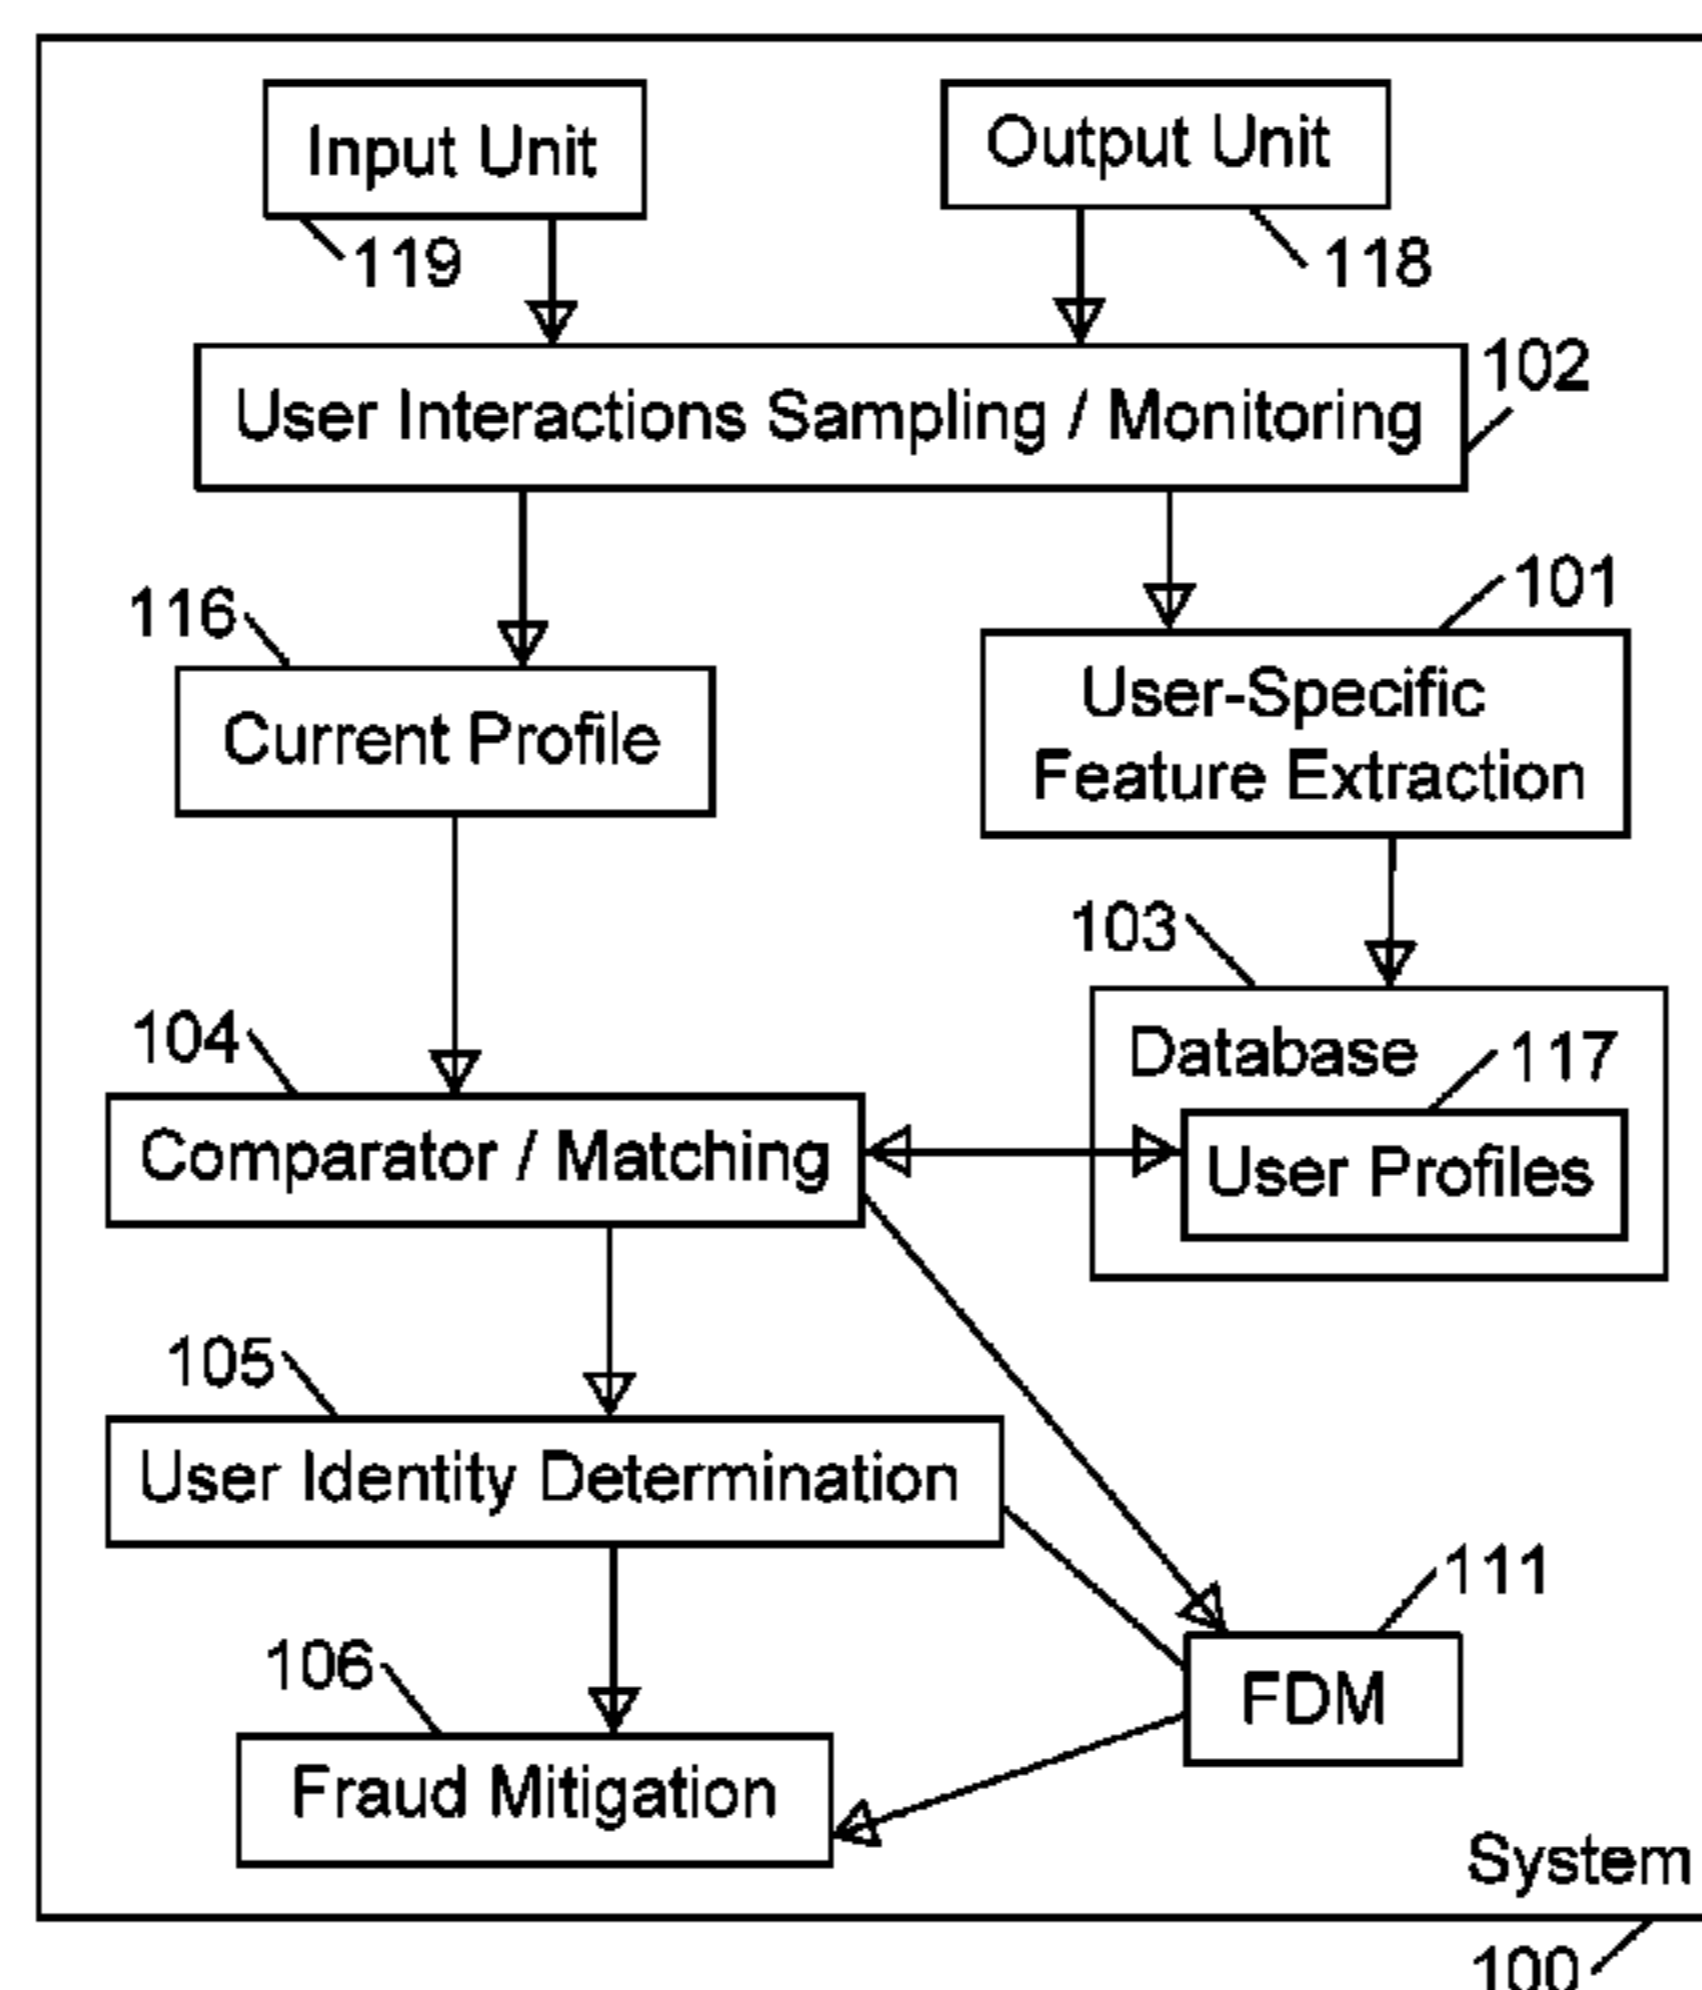 Input Unit
Output Unit
119
118
102
User Interactions Sampling / Monitoring
101
116
User-Specific
Feature Extraction
Current Profile
103
104
Database
117
Comparator / Matching
User Profiles
105
User Identity Determination
111
106
FDM
Fraud Mitigation
System
100